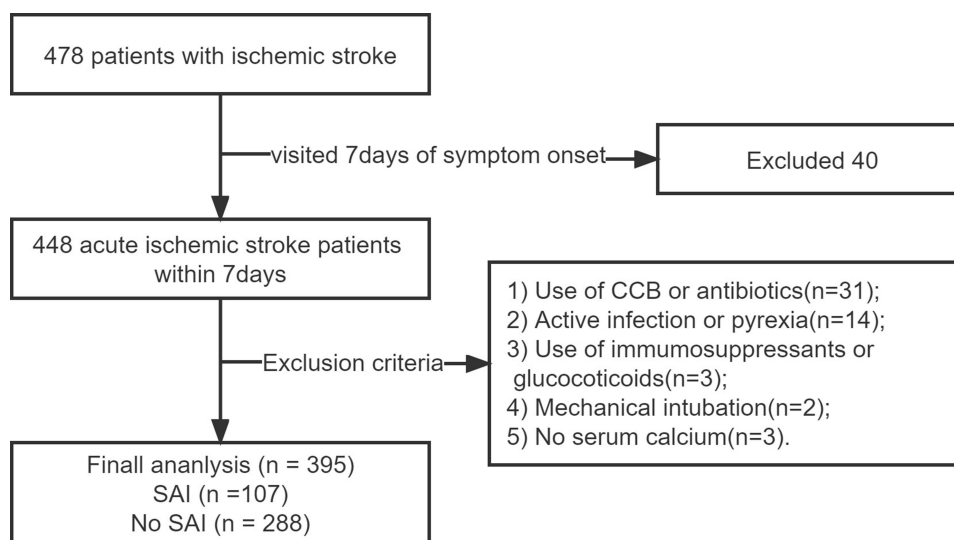 478 patients with ischemic stroke
visited 7days of symptom onset
Excluded 40
448 acute ischemic stroke patients
within 7days
Exclusion criteria
1) Use of CCB or antibiotics(n=31);
2) Active infection or pyrexia(n=14);
3) Use of immumosuppressants or
glucocoticoids(n=3);
4) Mechanical intubation(n=2);
5) No serum calcium(n=3).
Finall ananlysis (n = 395)
SAI (n =107)
No SAI (n = 288)